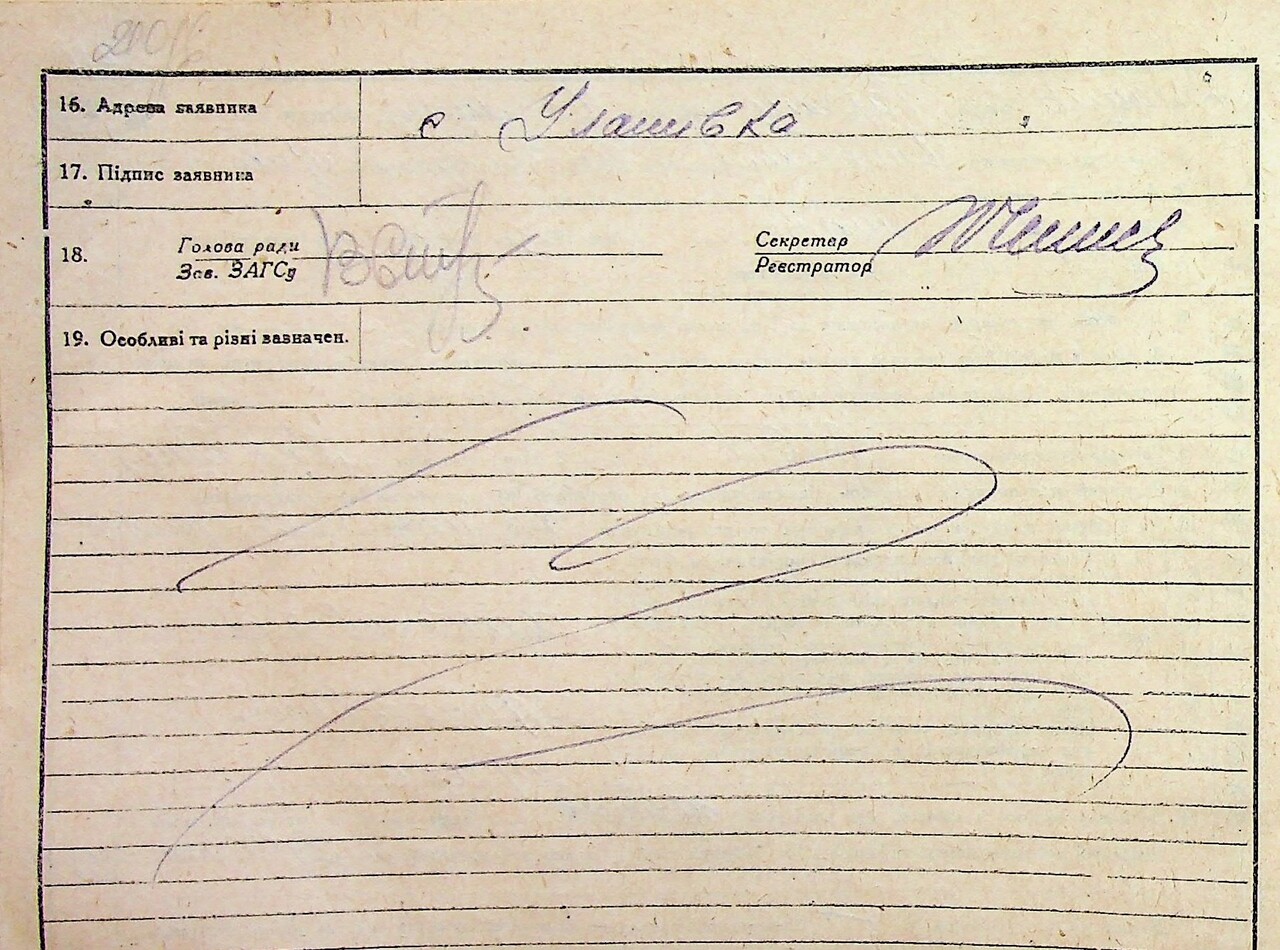 16. Адреса заявника с Улашівка
17. Підпис заявника
18. Голова ради Секретар
Зав. ЗАГСу Реєстратор
19. Особливі та різні зазначен.